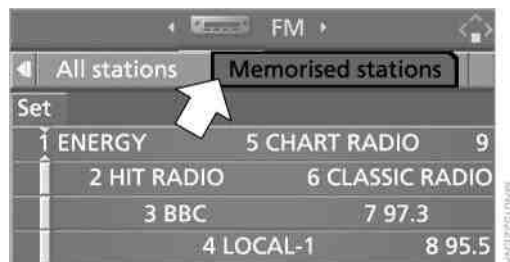 FM
All stations Memorised stations
Set
1 ENERGY 5 CHART RADIO 9
2 HIT RADIO 6 CLASSIC RADIO
3 BBC 7 97.3
4 LOCAL-1 8 95.5